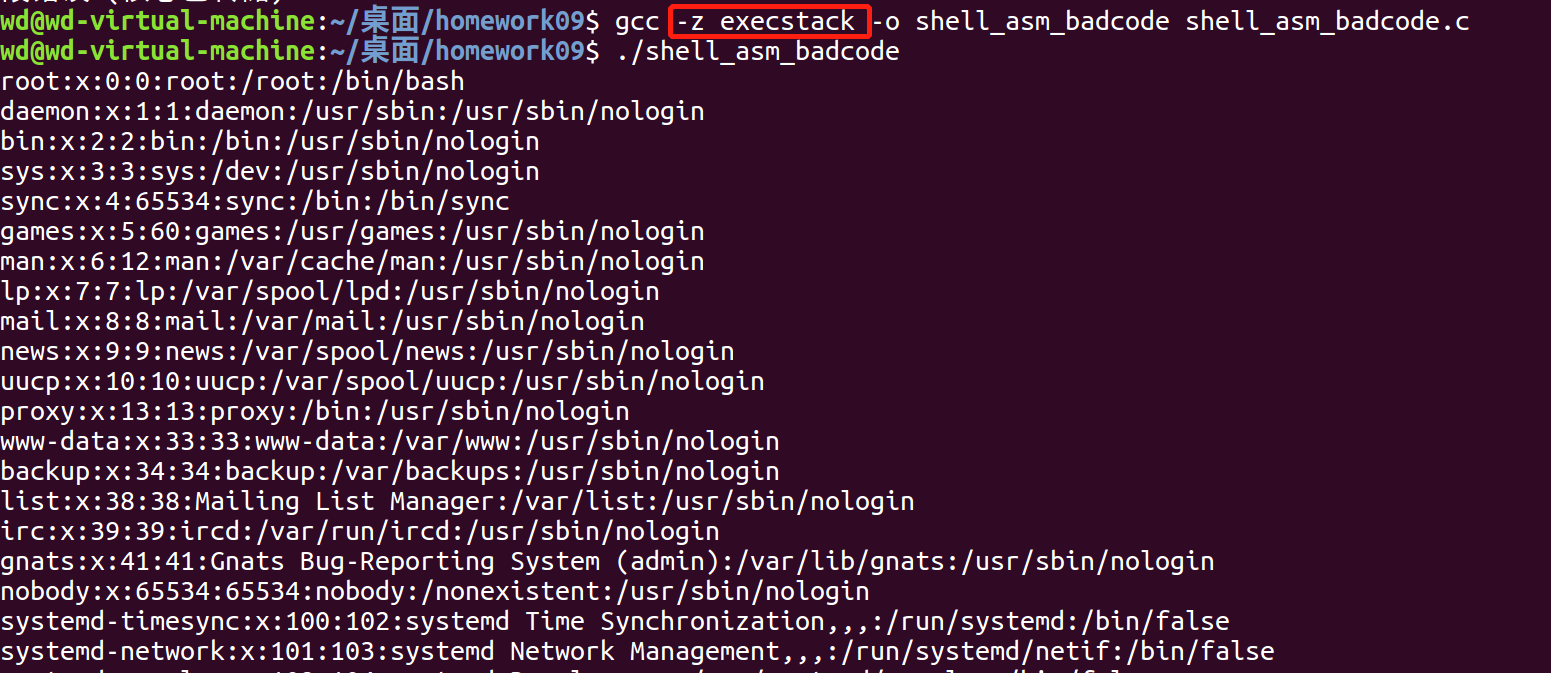 wd@wd-virtual-machine:~/桌面/homework09$ gcc -z execstack -o shell_asm_badcode shell_asm_badcode.c
wd@wd-virtual-machine:~/桌面/homework09$ ./shell_asm_badcode
root:x:0:0:root:/root:/bin/bash
daemon:x:1:1:daemon:/usr/sbin:/usr/sbin/nologin
bin:x:2:2:bin:/bin:/usr/sbin/nologin
sys:x:3:3:sys:/dev:/usr/sbin/nologin
sync:x:4:65534:sync:/bin:/bin/sync
games:x:5:60:games:/usr/games:/usr/sbin/nologin
man:x:6:12:man:/var/cache/man:/usr/sbin/nologin
lp:x:7:7:lp:/var/spool/lpd:/usr/sbin/nologin
mail:x:8:8:mail:/var/mail:/usr/sbin/nologin
news:x:9:9:news:/var/spool/news:/usr/sbin/nologin
uucp:x:10:10:uucp:/var/spool/uucp:/usr/sbin/nologin
proxy:x:13:13:proxy:/bin:/usr/sbin/nologin
www-data:x:33:33:www-data:/var/www:/usr/sbin/nologin
backup:x:34:34:backup:/var/backups:/usr/sbin/nologin
list:x:38:38:Mailing List Manager:/var/list:/usr/sbin/nologin
irc:x:39:39:ircd:/var/run/ircd:/usr/sbin/nologin
gnats:x:41:41:Gnats Bug-Reporting System (admin):/var/lib/gnats:/usr/sbin/nologin
nobody:x:65534:65534:nobody:/nonexistent:/usr/sbin/nologin
systemd-timesync:x:100:102:systemd Time Synchronization,,,:/run/systemd:/bin/false
systemd-network:x:101:103:systemd Network Management,,,:/run/systemd/netif:/bin/false